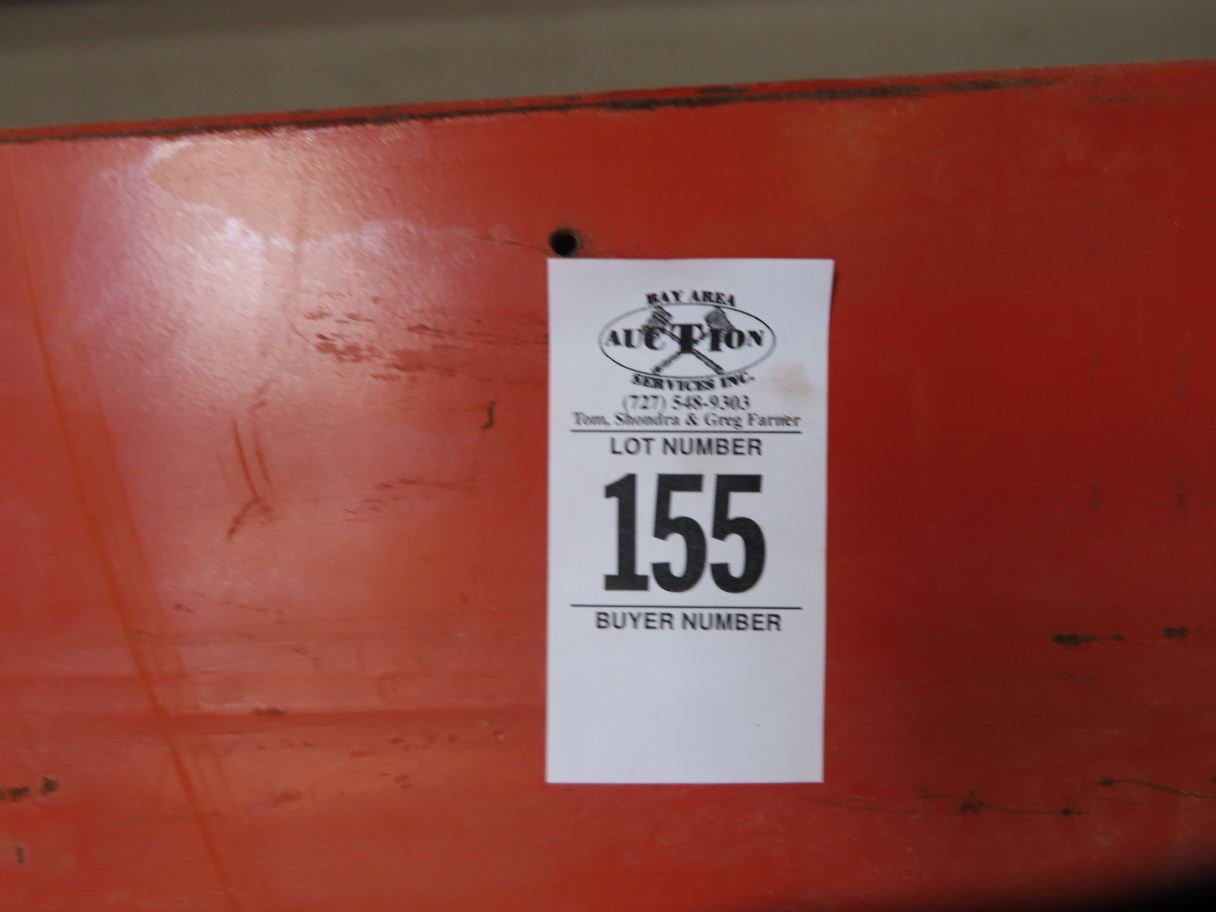 BAY AREA
AUCTION
SERVICES INC.
(727) 548-9303
Tom, Shondra & Greg Farner
LOT NUMBER
155
BUYER NUMBER